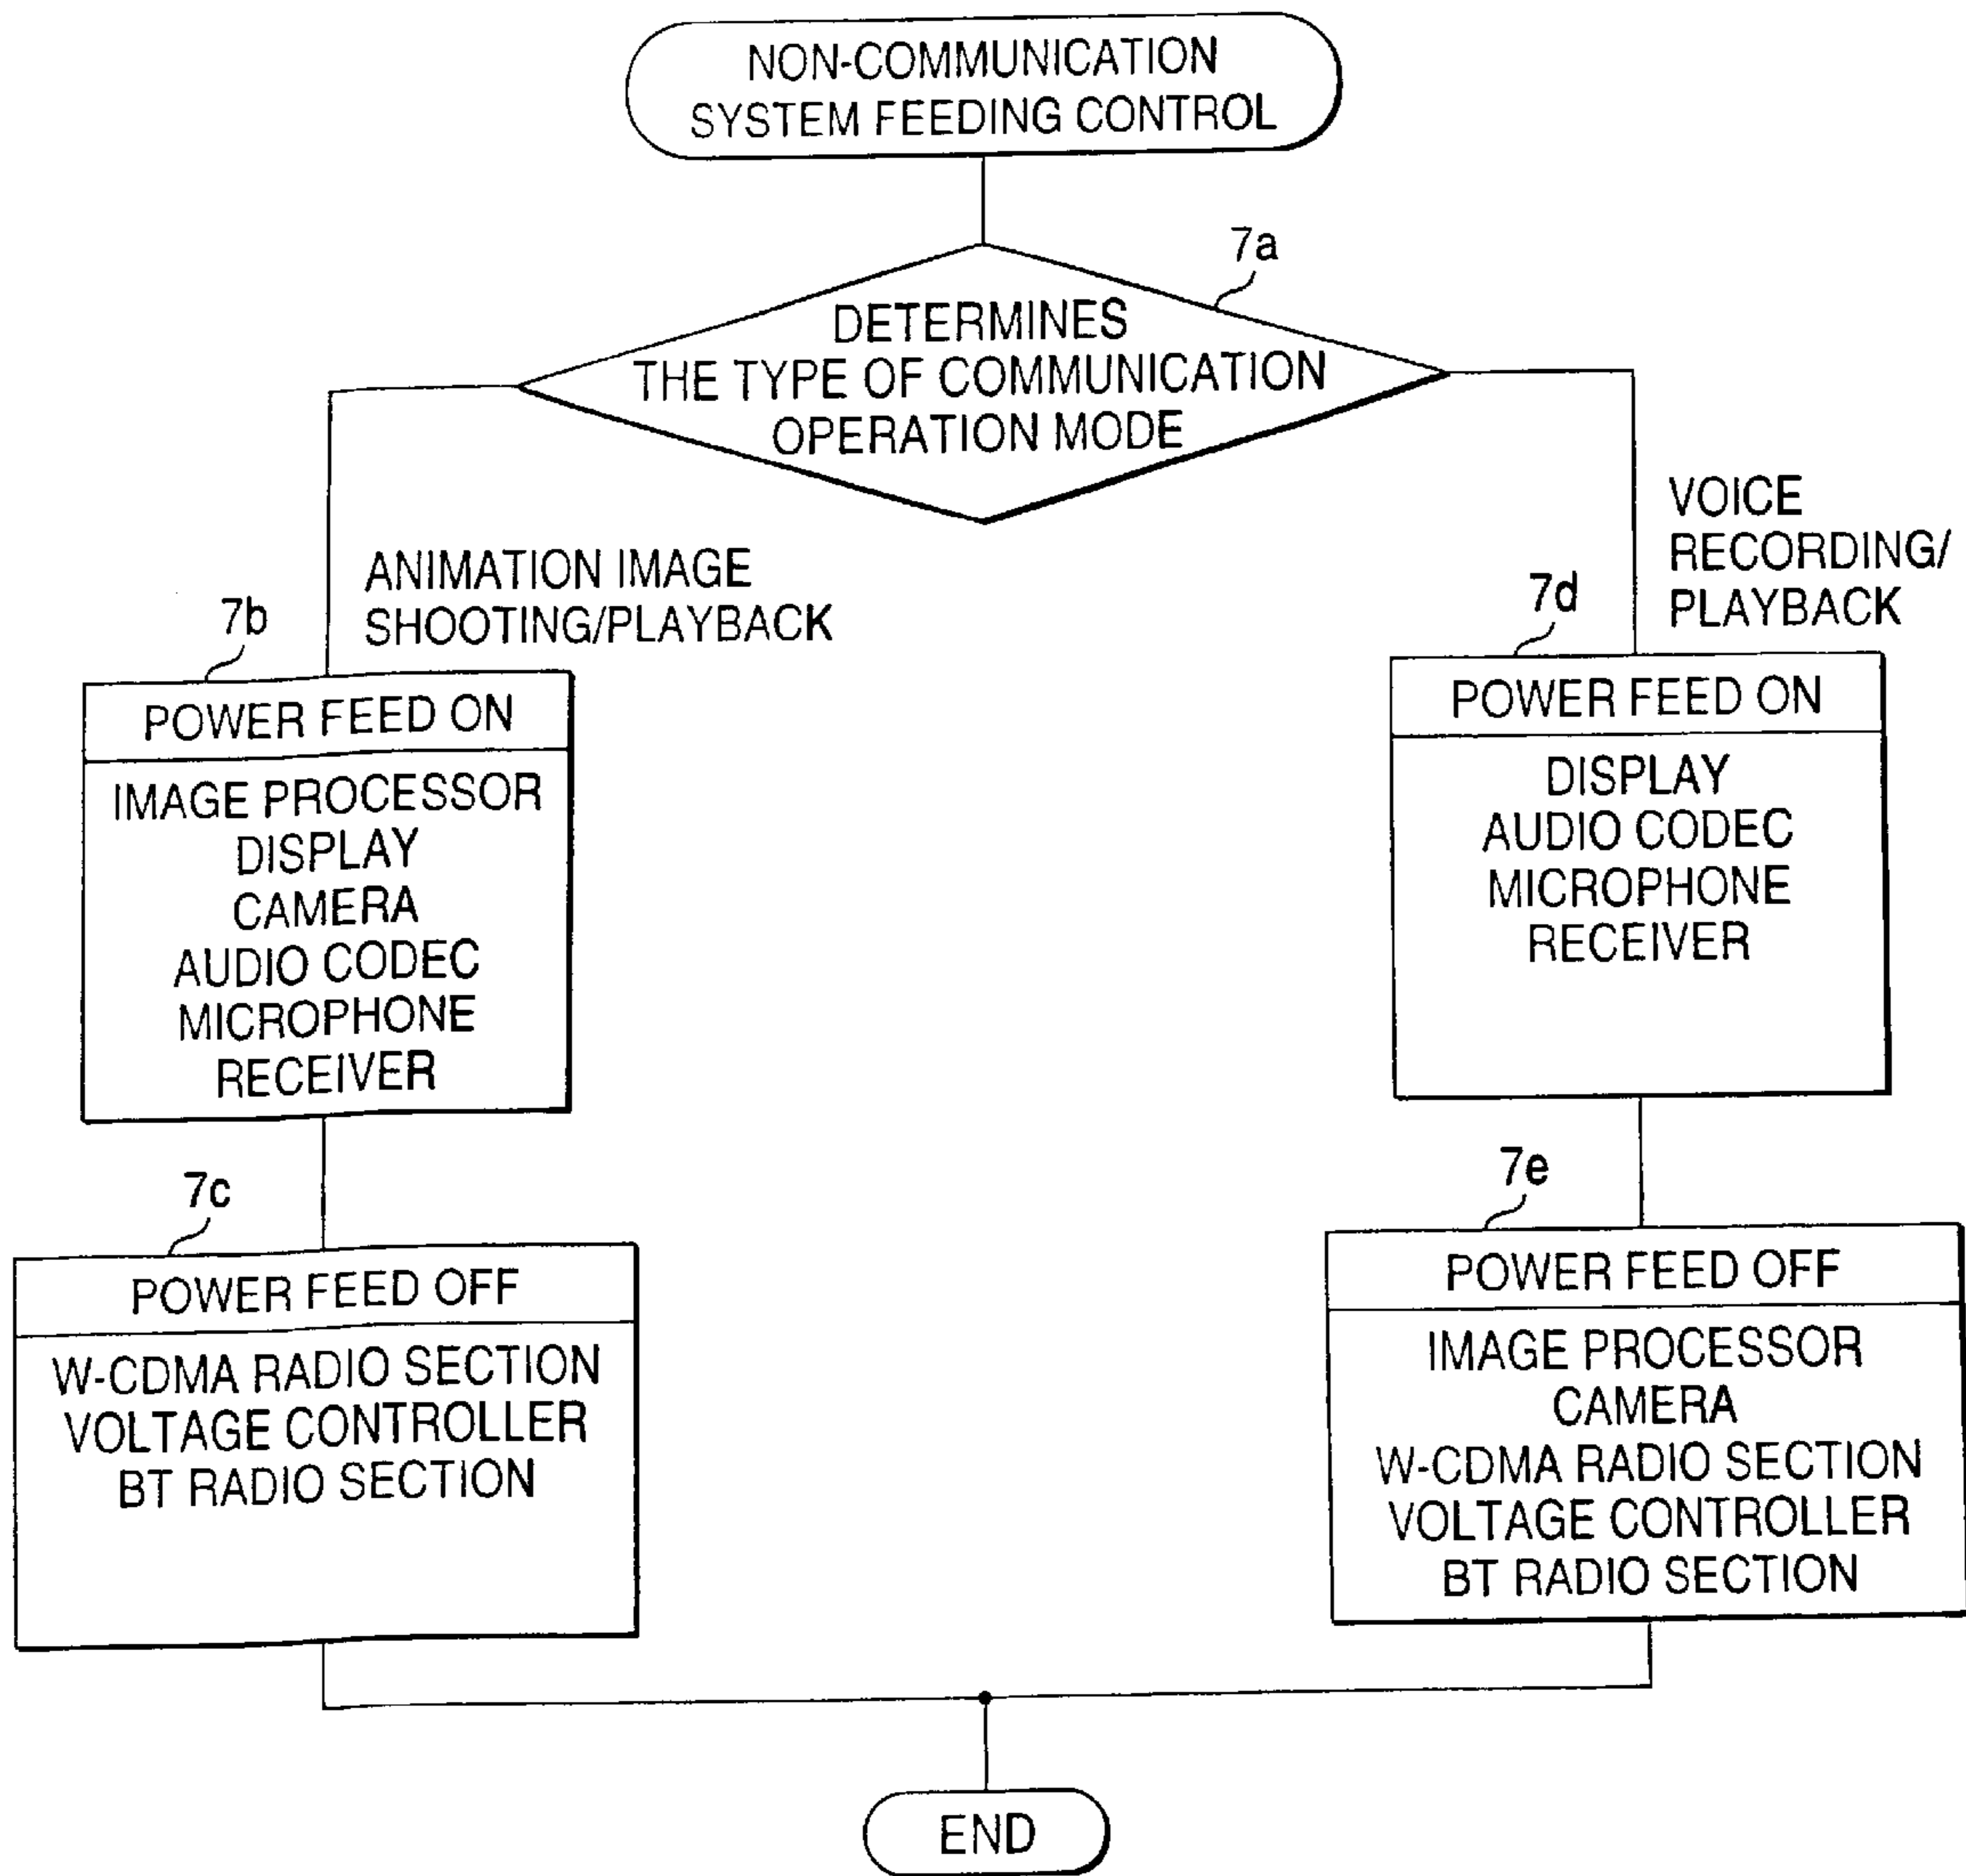 NON-COMMUNICATION
SYSTEM FEEDING CONTROL
7a
DETERMINES
THE TYPE OF COMMUNICATION
OPERATION MODE
ANIMATION IMAGE
SHOOTING/PLAYBACK
VOICE
RECORDING/
PLAYBACK
7b
POWER FEED ON
IMAGE PROCESSOR
DISPLAY
CAMERA
AUDIO CODEC
MICROPHONE
RECEIVER
7c
POWER FEED OFF
W-CDMA RADIO SECTION
VOLTAGE CONTROLLER
BT RADIO SECTION
7d
POWER FEED ON
DISPLAY
AUDIO CODEC
MICROPHONE
RECEIVER
7e
POWER FEED OFF
IMAGE PROCESSOR
CAMERA
W-CDMA RADIO SECTION
VOLTAGE CONTROLLER
BT RADIO SECTION
END